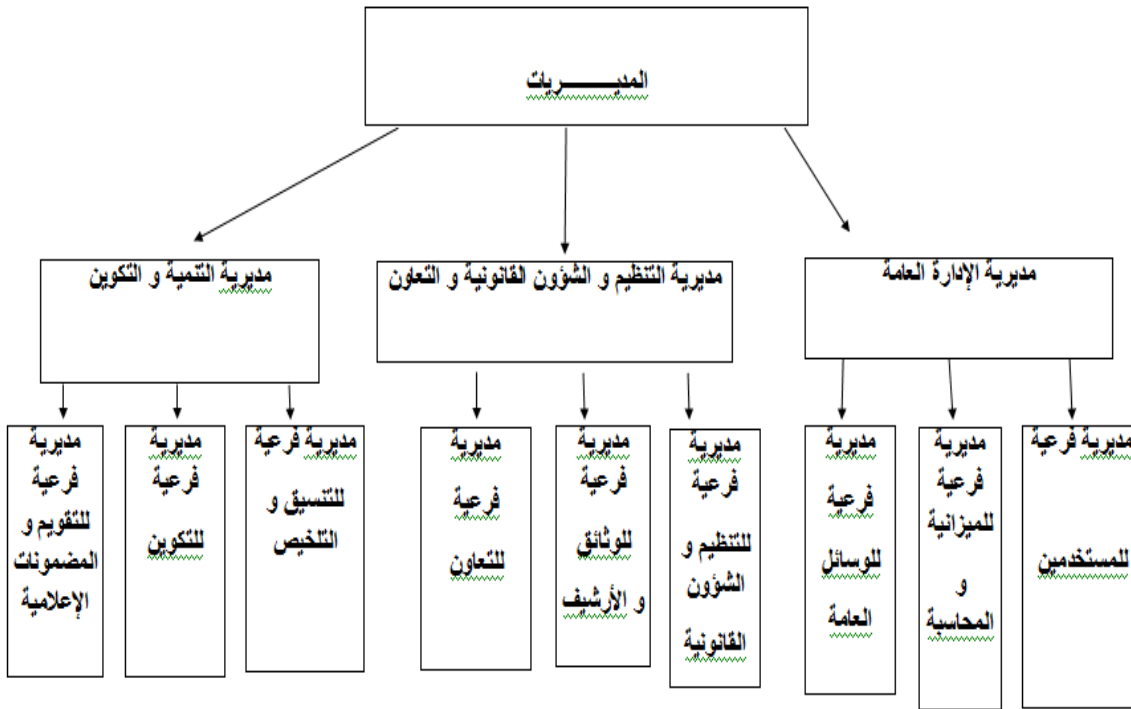 المديـــــــــريات
مديرية الإدارة العامة
مديرية التنظيم و الشؤون القانونية و التعاون
مديرية التنمية و التكوين
مديرية فرعية
للمستخدمين
مديرية
فرعية
للميزانية
و
المحاسبة
مديرية
فرعية
للوسائل
العامة
مديرية
فرعية
للتنظيم و
الشؤون
القانونية
مديرية
فرعية
للوثائق
و الأرشيف
مديرية
فرعية
للتعاون
مديرية فرعية
للتنسيق و
التلخيص
مديرية
فرعية
للتكوين
مديرية
فرعية
للتقويم و
المضمونات
الإعلامية